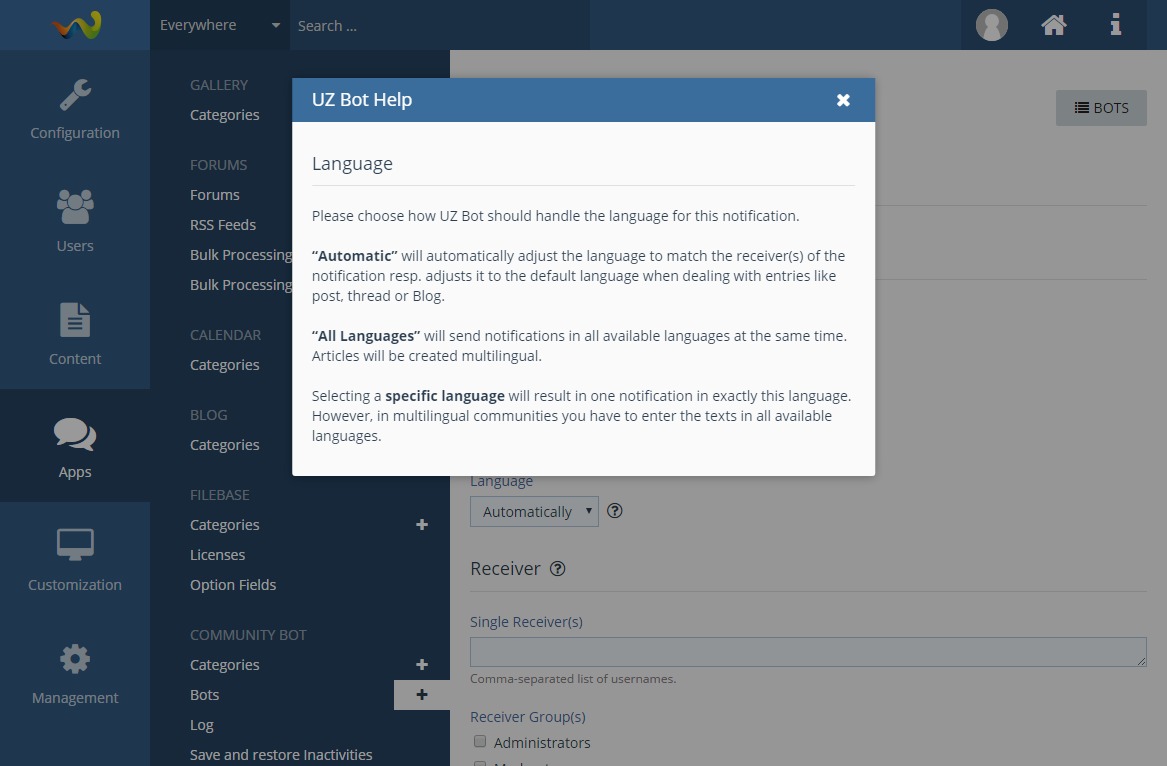 Everywhere
Search ...
Configuration
Users
Content
Apps
Customization
Management
GALLERY
Categories
FORUMS
Forums
RSS Feeds
Bulk Processing
Bulk Processing
CALENDAR
Categories
BLOG
Categories
FILEBASE
Categories
Licenses
Option Fields
COMMUNITY BOT
Categories
Bots
Log
Save and restore Inactivities
UZ Bot Help
Language
Please choose how UZ Bot should handle the language for this notification.
“Automatic” will automatically adjust the language to match the receiver(s) of the
notification resp. adjusts it to the default language when dealing with entries like
post, thread or Blog.
“All Languages” will send notifications in all available languages at the same time.
Articles will be created multilingual.
Selecting a specific language will result in one notification in exactly this language.
However, in multilingual communities you have to enter the texts in all available
languages.
BOTS
Language
Automatically
Receiver
Single Receiver(s)
Comma-separated list of usernames.
Receiver Group(s)
Administrators